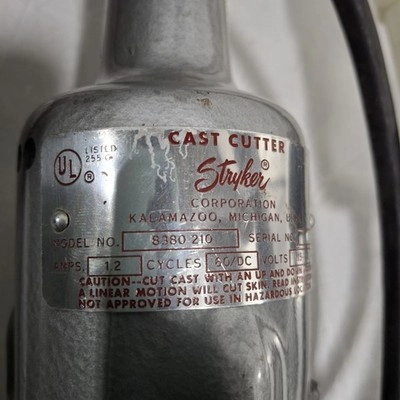 CAST CUTTER
LISTED
255G
UL ®
Stryker®
CORPORATION
KALAMAZOO, MICHIGAN, U
MODEL NO. 8380-210 SERIAL NO.
AMPS. 1.2 CYCLES 60/DC VOLTS
CAUTION--CUT CAST WITH AN UP AND DOWN
A LINEAR MOTION WILL CUT SKIN. READ
NOT APPROVED FOR USE IN HAZARDOUS